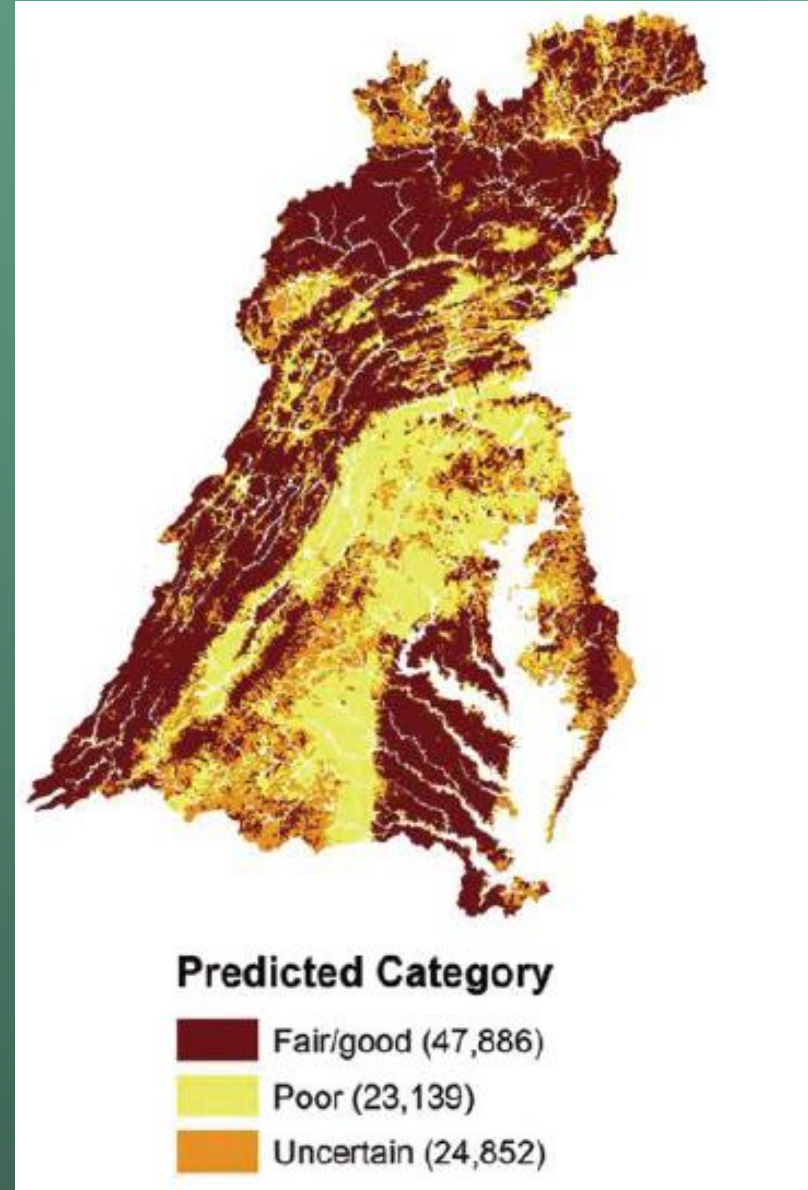 Predicted Category
Fair/good (47,886)
Poor (23,139)
Uncertain (24,852)